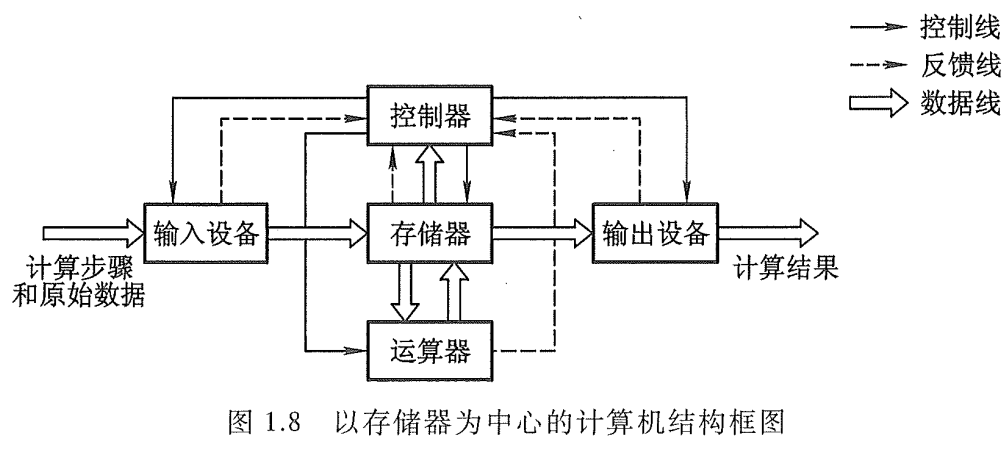 控制线
反馈线
数据线
控制器
输入设备
存储器
输出设备
计算步骤
和原始数据
计算结果
运算器
图 1.8 以存储器为中心的计算机结构框图